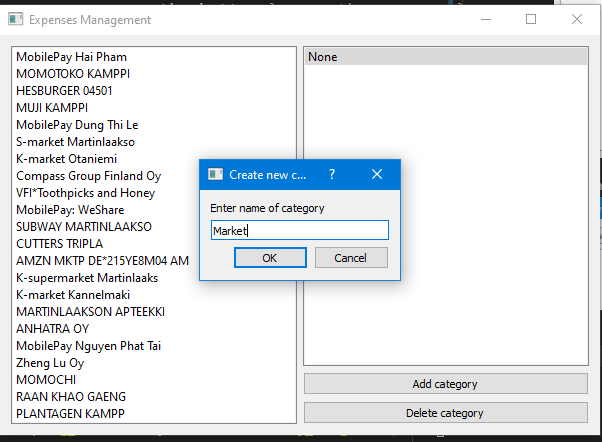 Expenses Management
MobilePay Hai Pham
MOMOTOKO KAMPPI
HESBURGER 04501
MUJI KAMPPI
MobilePay Dung Thi Le
S-market Martinlaakso
K-market Otaniemi
Compass Group Finland Oy
VFI*Toothpicks and Honey
MobilePay: WeShare
SUBWAY MARTINLAAKSO
CUTTERS TRIPLA
AMZN MKTP DE*215YE8M04 AM
K-supermarket Martinlaaks
K-market Kannelmaki
MARTINLAAKSON APTEEKKI
ANHATRA OY
MobilePay Nguyen Phat Tai
Zheng Lu Oy
MOMOCHI
RAAN KHAO GAENG
PLANTAGEN KAMPP
None
Create new c...
?
Enter name of category
Market
OK
Cancel
Add category
Delete category